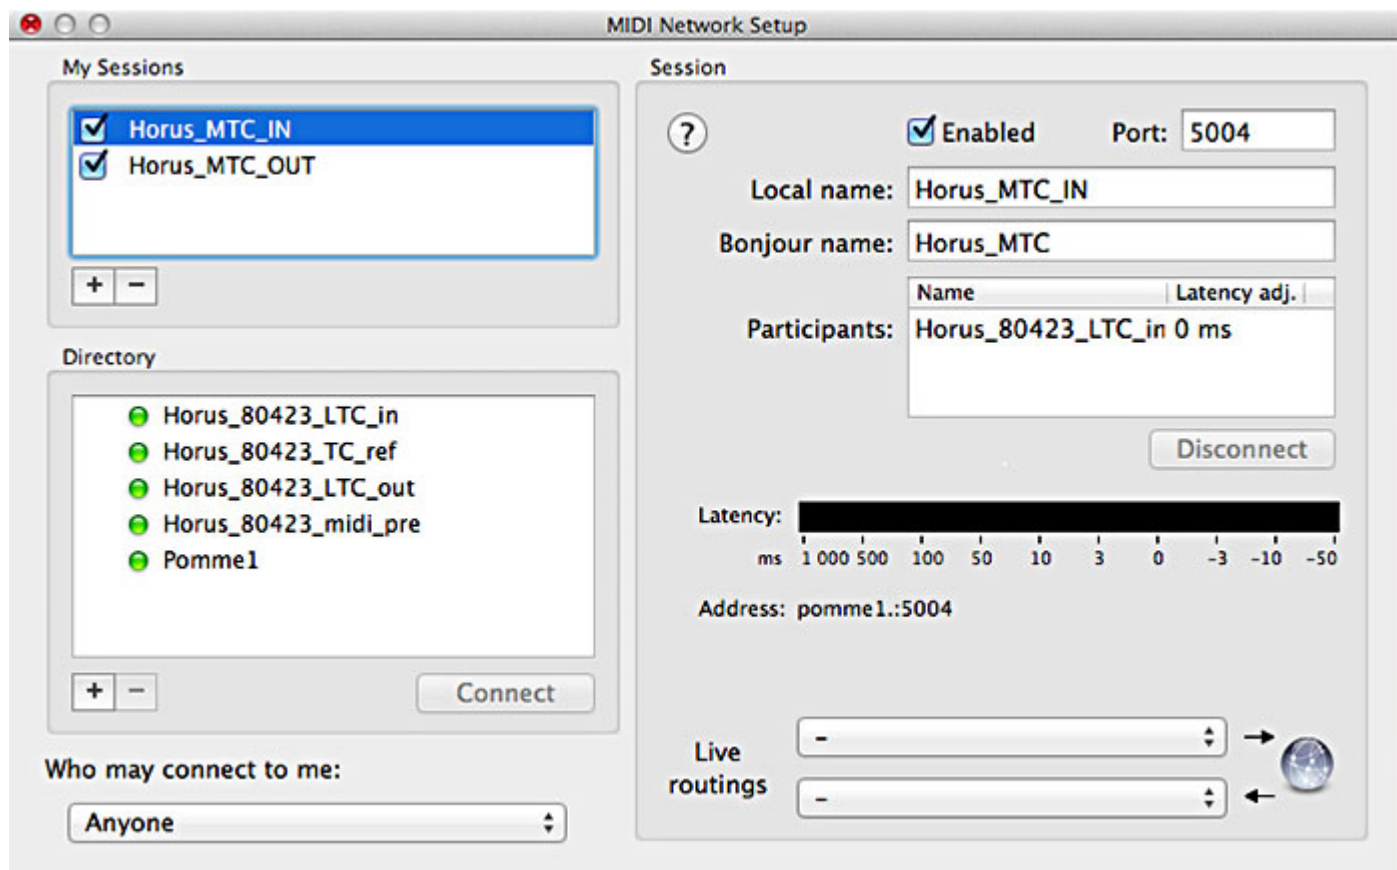 MIDI Network Setup
My Sessions
Horus_MTC_IN
Horus_MTC_OUT
+ −
Directory
Horus_80423_LTC_in
Horus_80423_TC_ref
Horus_80423_LTC_out
Horus_80423_midi_pre
Pomme1
+ − Connect
Who may connect to me:
Anyone
Session
? Enabled Port: 5004
Local name: Horus_MTC_IN
Bonjour name: Horus_MTC
Name Latency adj.
Participants: Horus_80423_LTC_in 0 ms
Disconnect
Latency:
ms 1 000 500 100 50 10 3 0 -3 -10 -50
Address: pomme1.:5004
Live
routings
-
-